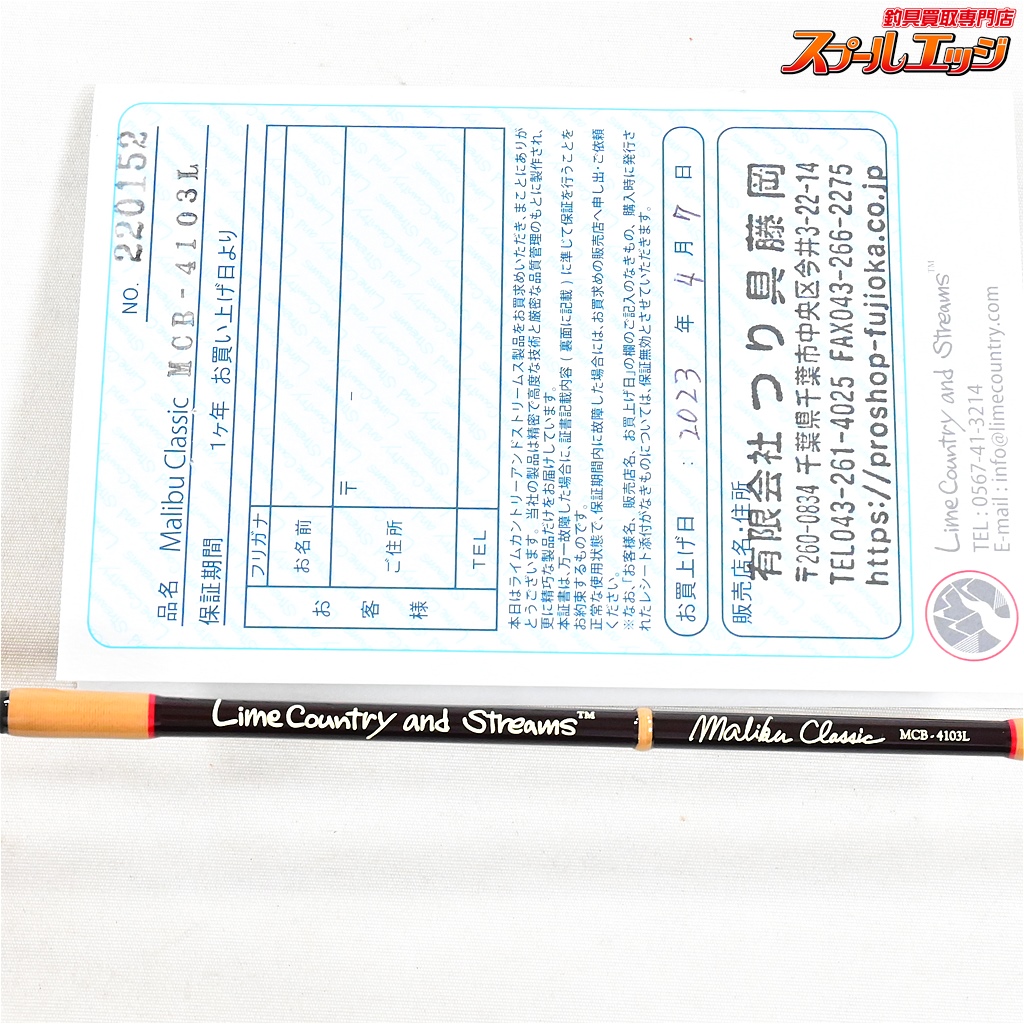 釣具買取専門店
スプールエッジ
NO. 220152
品名 Malibu Classic MCB-4103L
保証期間 1ヶ年 お買い上げ日より
フリガナ
お名前
〒 －
ご住所
TEL
お客様
本日はライムカントリーアンドストリームス製品をお買求めいただき、まことにありが
とうございます。当社の製品は精密で高度な技術と厳密な品質管理のもとに製作され、
更に精巧な製品だけをお届けしています。
本証書は、万一故障した場合に、証書記載内容(裏面に記載)に準じて保証を行うことを
お約束するものです。
正常な使用状態で、保証期間内に故障した場合には、お買求めの販売店へ申し出・ご依頼
ください。
※なお、「お客様名、販売店名、お買上げ日」の欄のご記入のなきもの、購入時に発行さ
れたレシート添付がなきものについては、保証無効とさせていただきます。
お買上げ日 : 2023 年 4 月 7 日
販売店名・住所
有限会社つり具藤岡
〒260-0834 千葉県千葉市中央区今井3-22-14
TEL043-261-4025 FAX043-266-2275
https://proshop-fujioka.co.jp
Lime Country and Streams™
TEL : 0567-41-3214
E-mail : info@limecountry.com
Lime Country and Streams™ Malibu Classic MCB-4103L